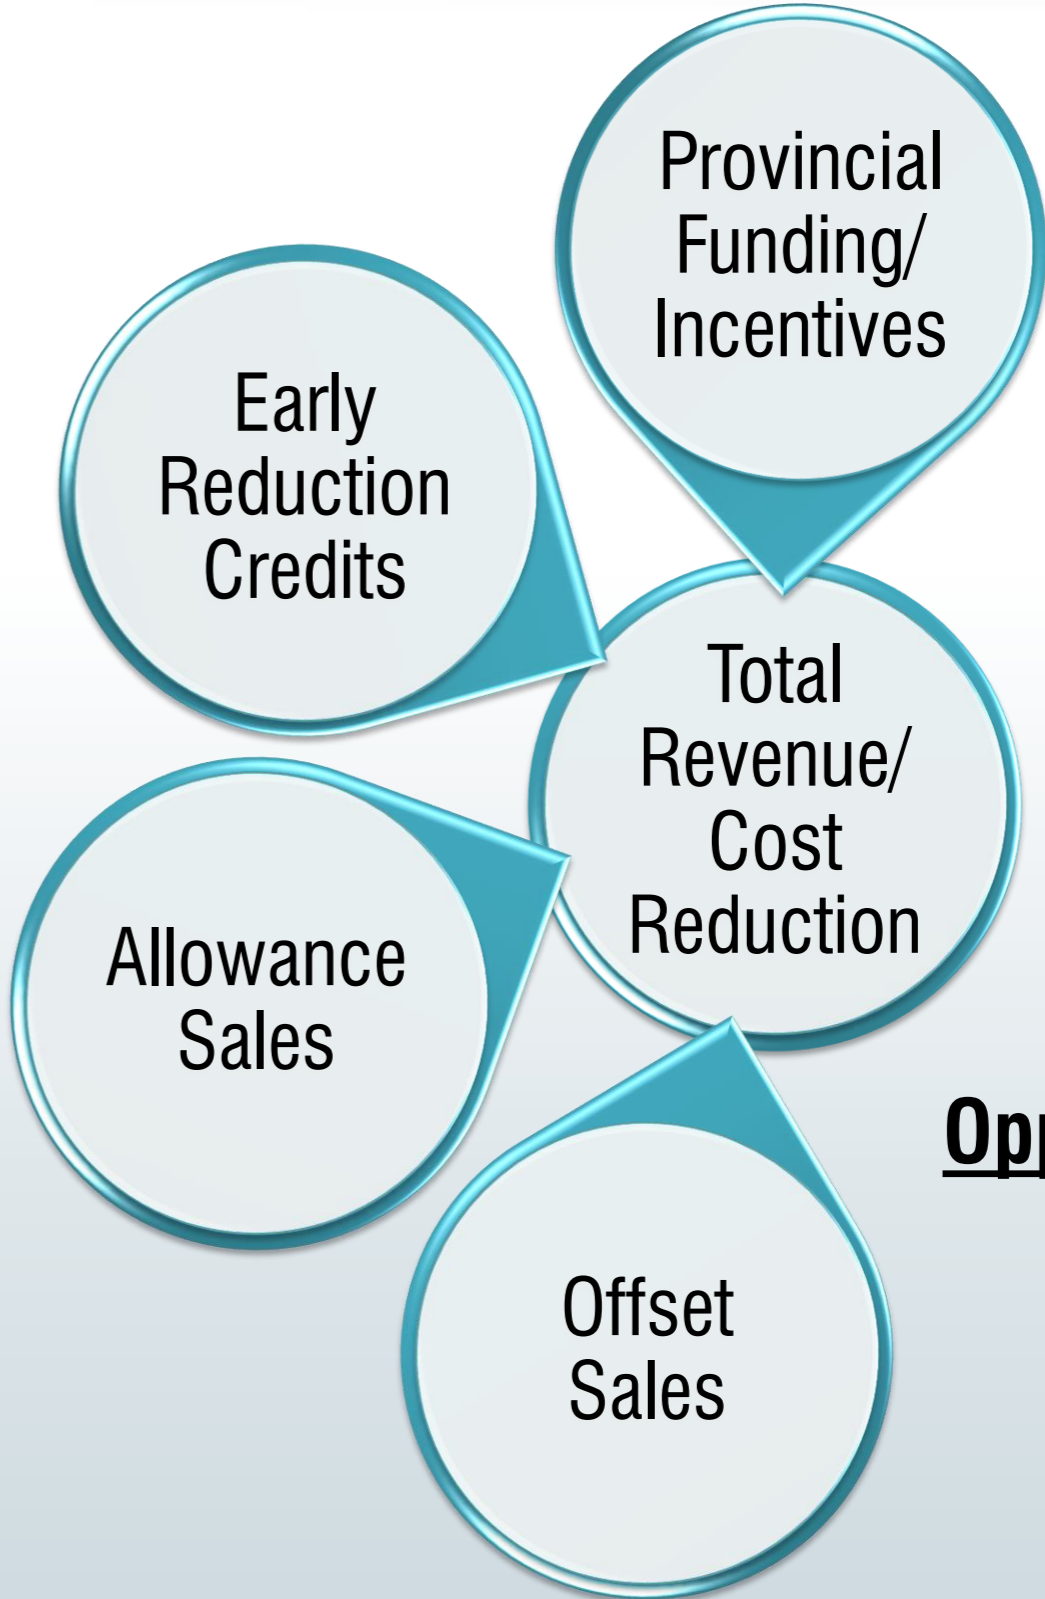 Provincial
Funding/
Incentives
Early
Reduction
Credits
Total
Revenue/
Cost
Reduction
Allowance
Sales
Offset
Sales